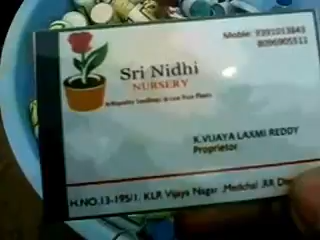 Mobile: 9391013843
8096905511
Sri Nidhi
NURSERY
K.VIJAYA LAXMI REDDY
Proprietor
H.NO.13-195/1, KLR Vijaya Nagar ,Medchal ,RR